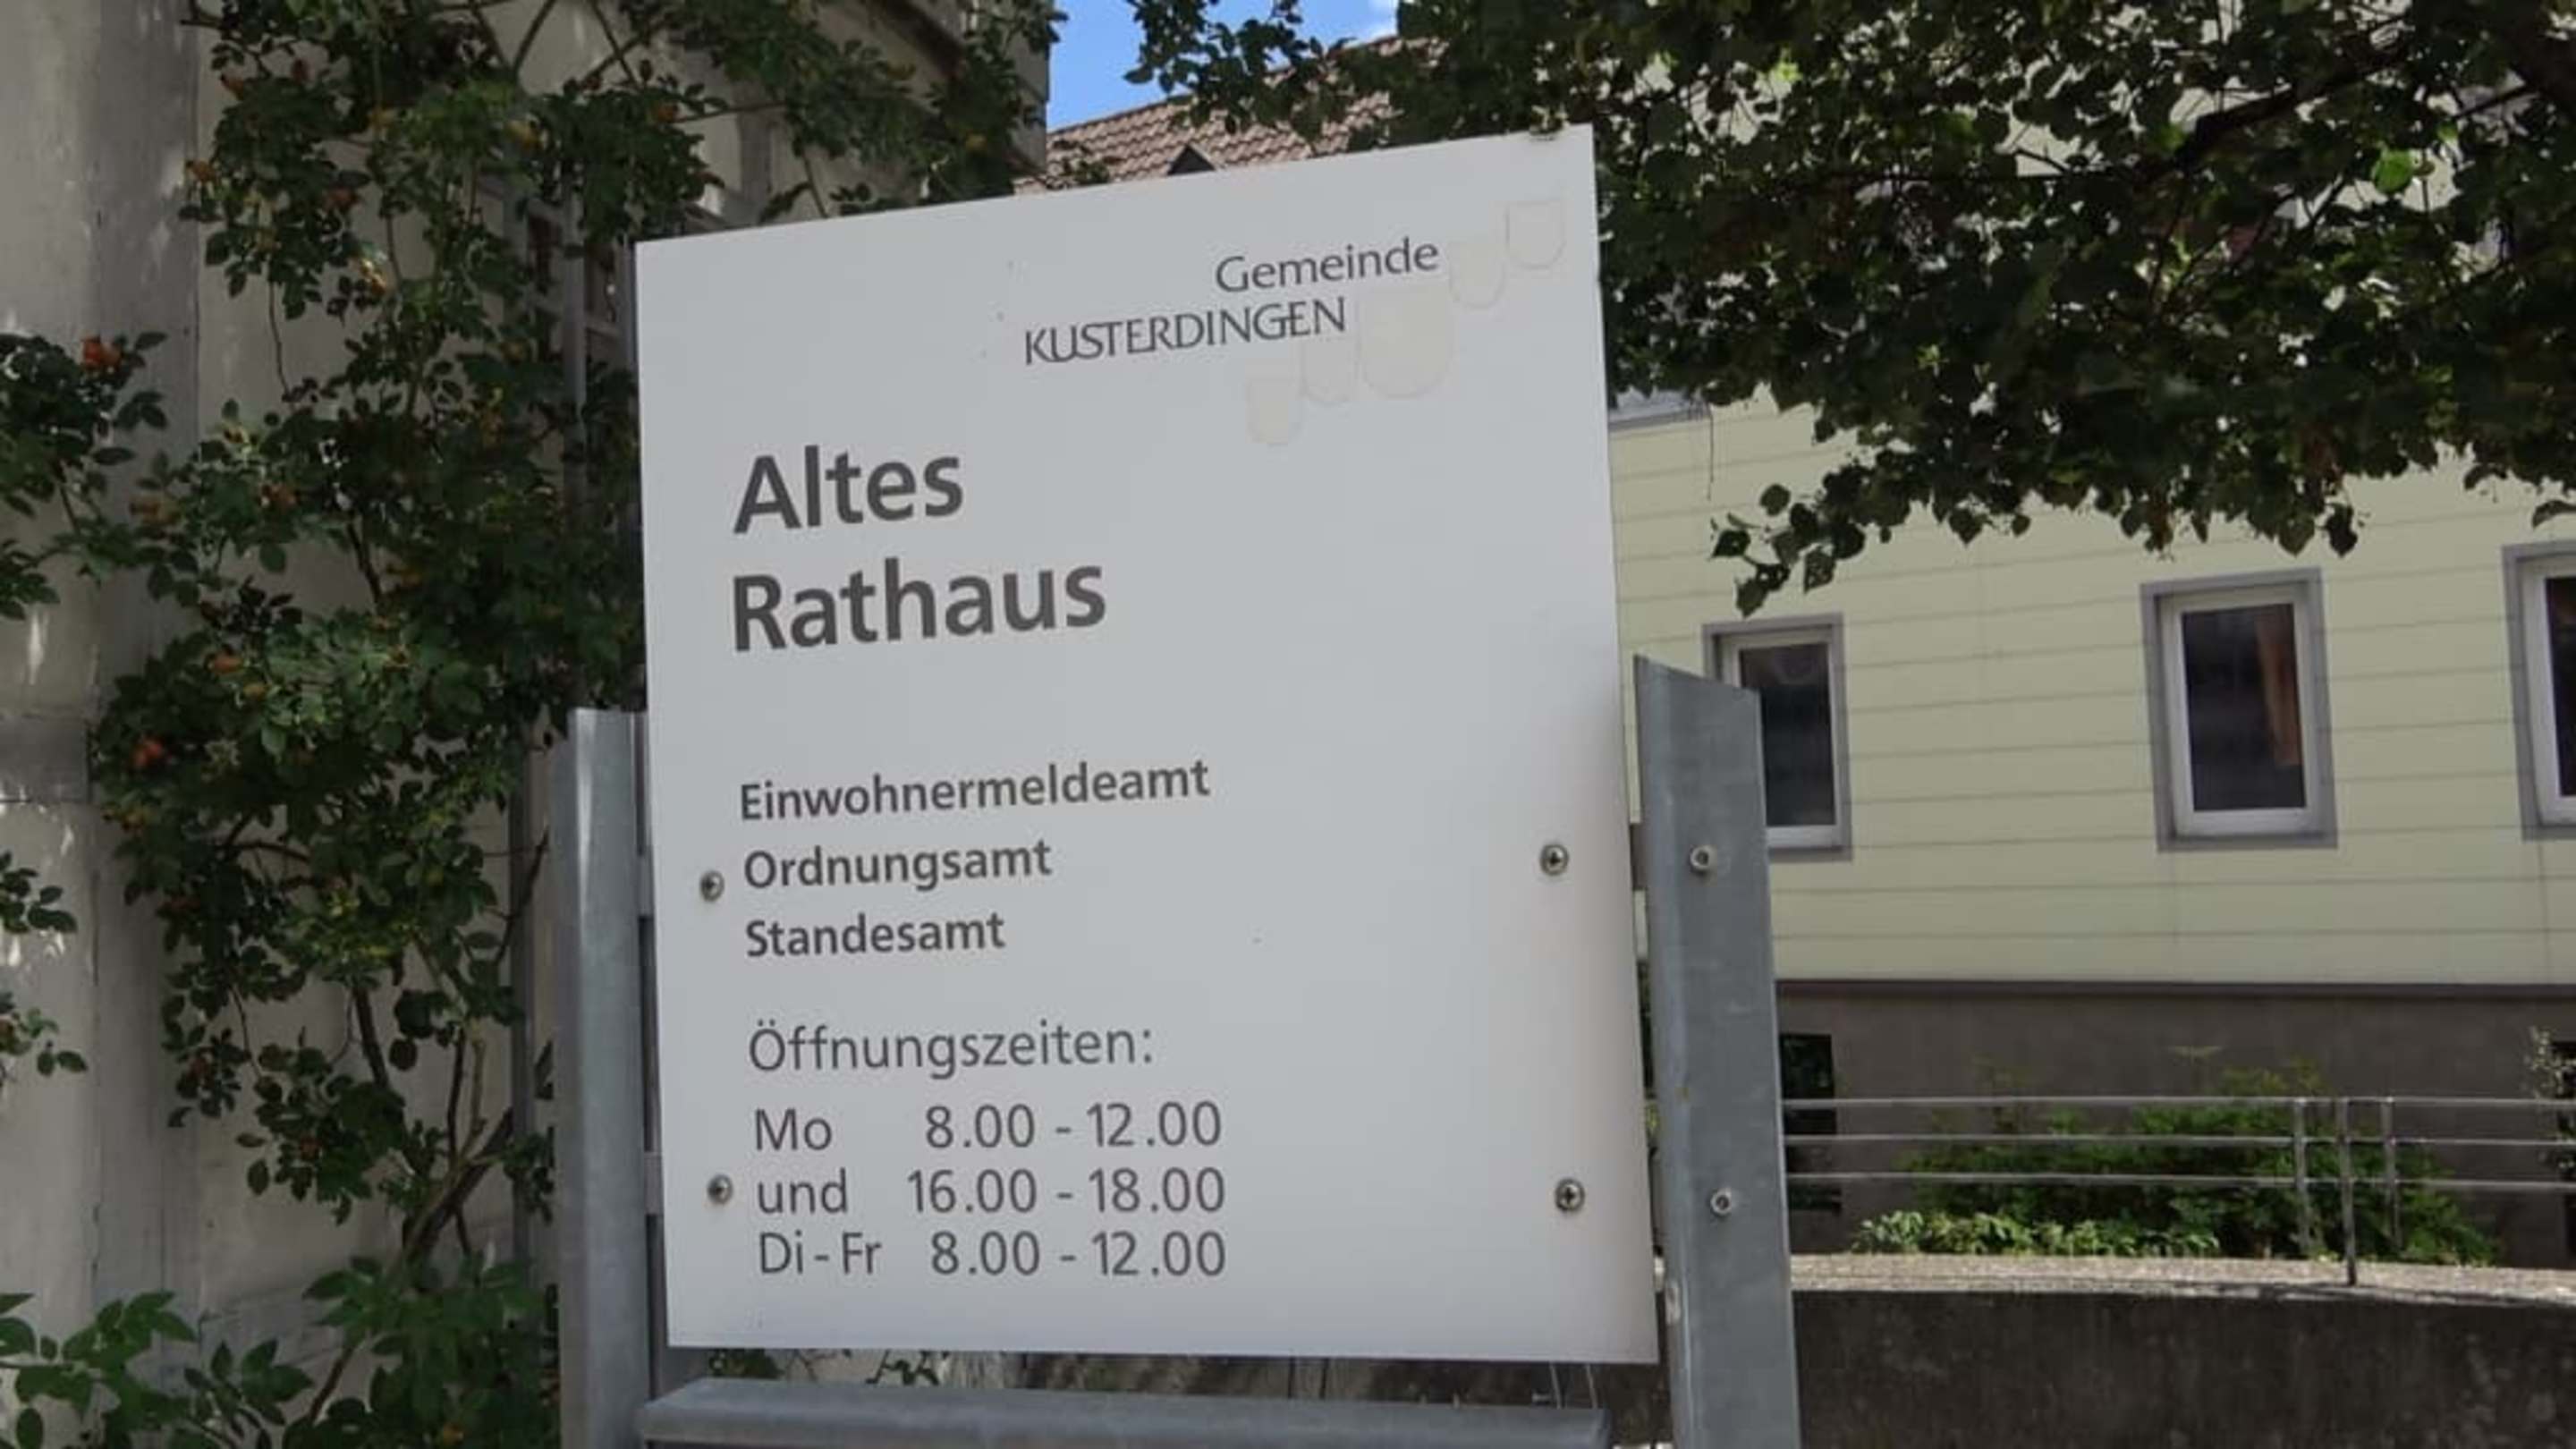 Gemeinde
KUSTERDINGEN
Altes
Rathaus
Einwohnermeldeamt
Ordnungsamt
Standesamt
Öffnungszeiten:
Mo 8.00 - 12.00
und 16.00 - 18.00
Di - Fr 8.00 - 12.00